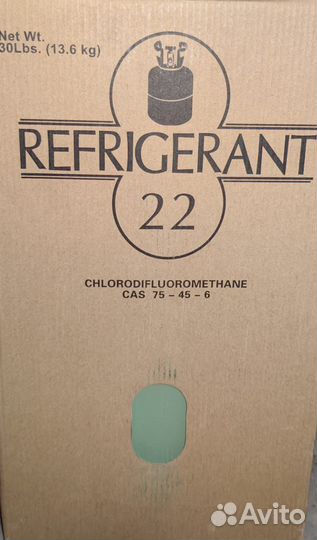 Net Wt.
30Lbs. (13.6 kg)
REFRIGERANT
22
CHLORODIFLUOROMETHANE
CAS 75 – 45 – 6
Avito